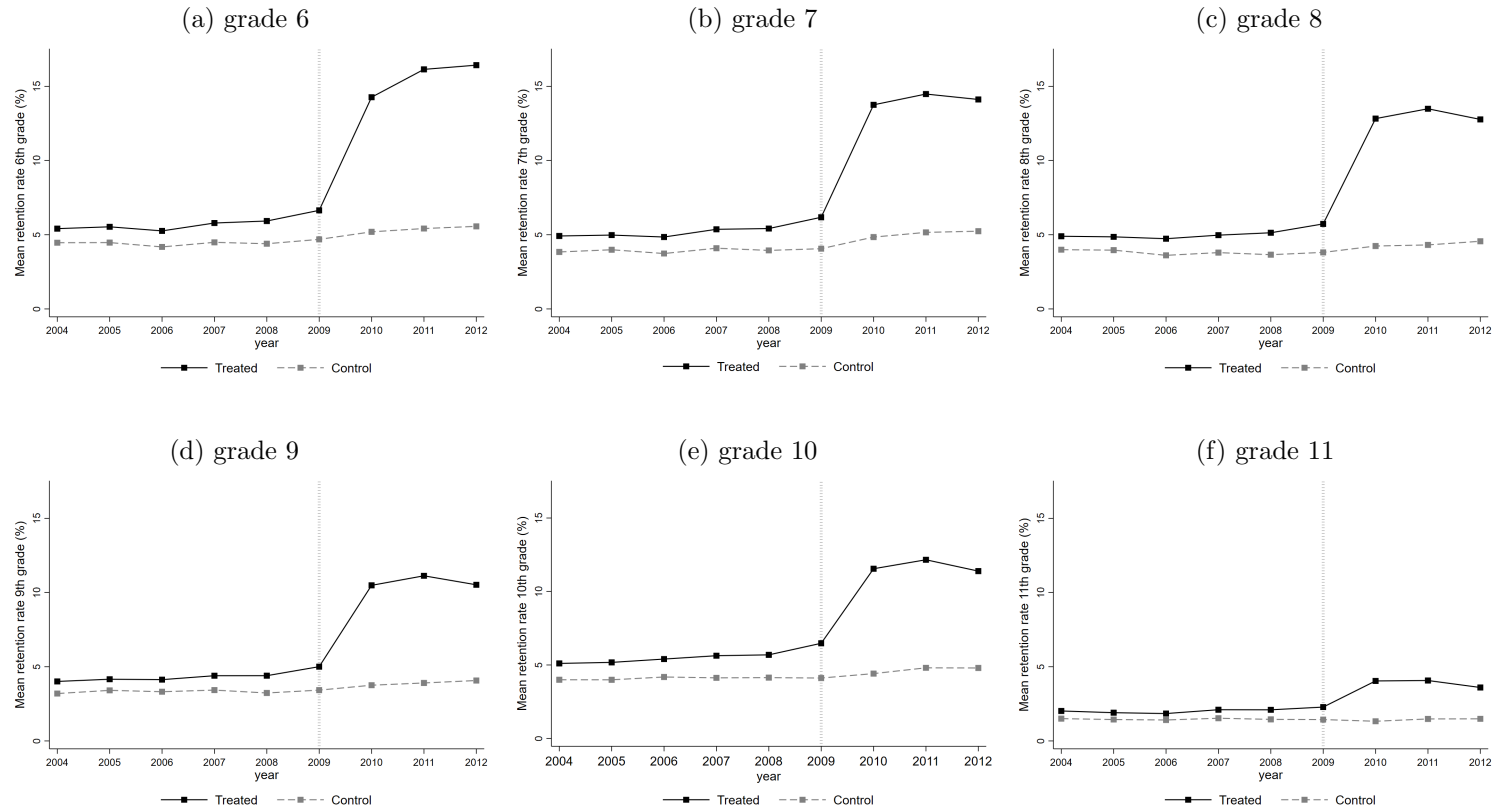 (a) grade 6
Mean retention rate 6th grade (%)
15
10
5
0
2004 2005 2006 2007 2008 2009 2010 2011 2012
year
Treated Control
(b) grade 7
Mean retention rate 7th grade (%)
15
10
5
0
2004 2005 2006 2007 2008 2009 2010 2011 2012
year
Treated Control
(c) grade 8
Mean retention rate 8th grade (%)
15
10
5
0
2004 2005 2006 2007 2008 2009 2010 2011 2012
year
Treated Control
(d) grade 9
Mean retention rate 9th grade (%)
15
10
5
0
2004 2005 2006 2007 2008 2009 2010 2011 2012
year
Treated Control
(e) grade 10
Mean retention rate 10th grade (%)
15
10
5
0
2004 2005 2006 2007 2008 2009 2010 2011 2012
year
Treated Control
(f) grade 11
Mean retention rate 11th grade (%)
15
10
5
0
2004 2005 2006 2007 2008 2009 2010 2011 2012
year
Treated Control